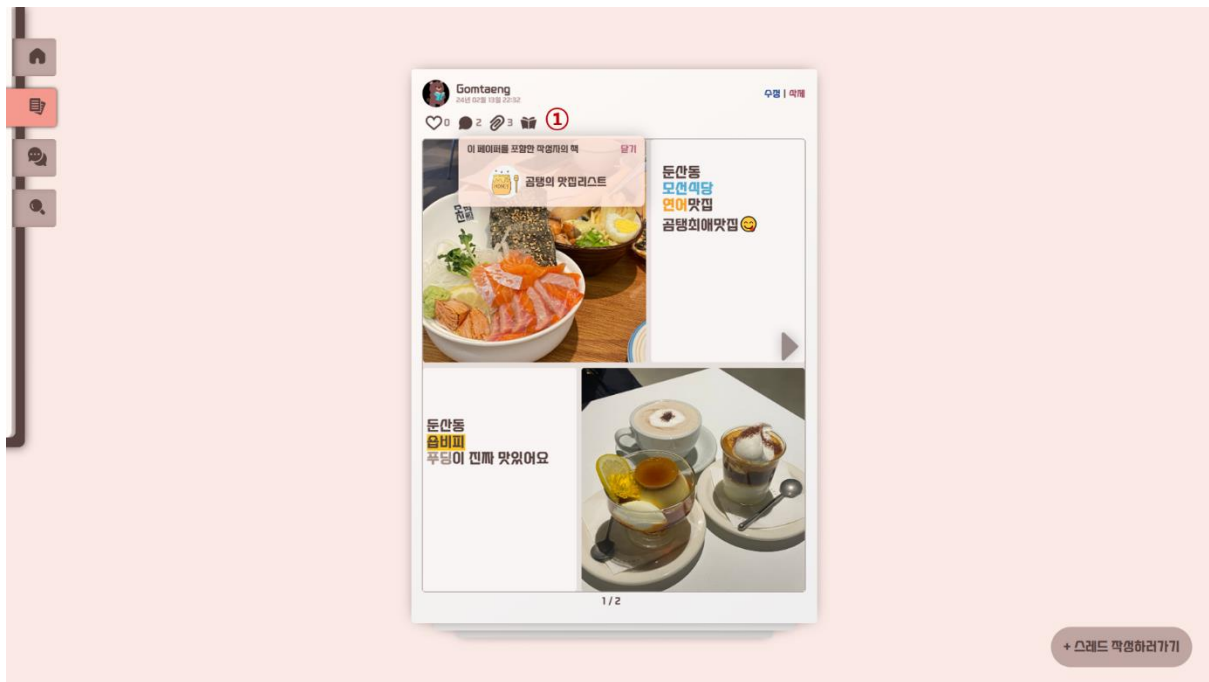 Gomtaeng
24년 02월 13일 22:32
수정 | 삭제
0 2 3 ①
이 페이퍼를 포함한 작성자의 책 닫기
HONEY 곰탱의 맛집리스트
둔산동
모선식당
연어맛집
곰탱최애맛집😋
둔산동
욥비피
푸딩이 진짜 맛있어요
1 / 2
+ 스레드 작성하러가기